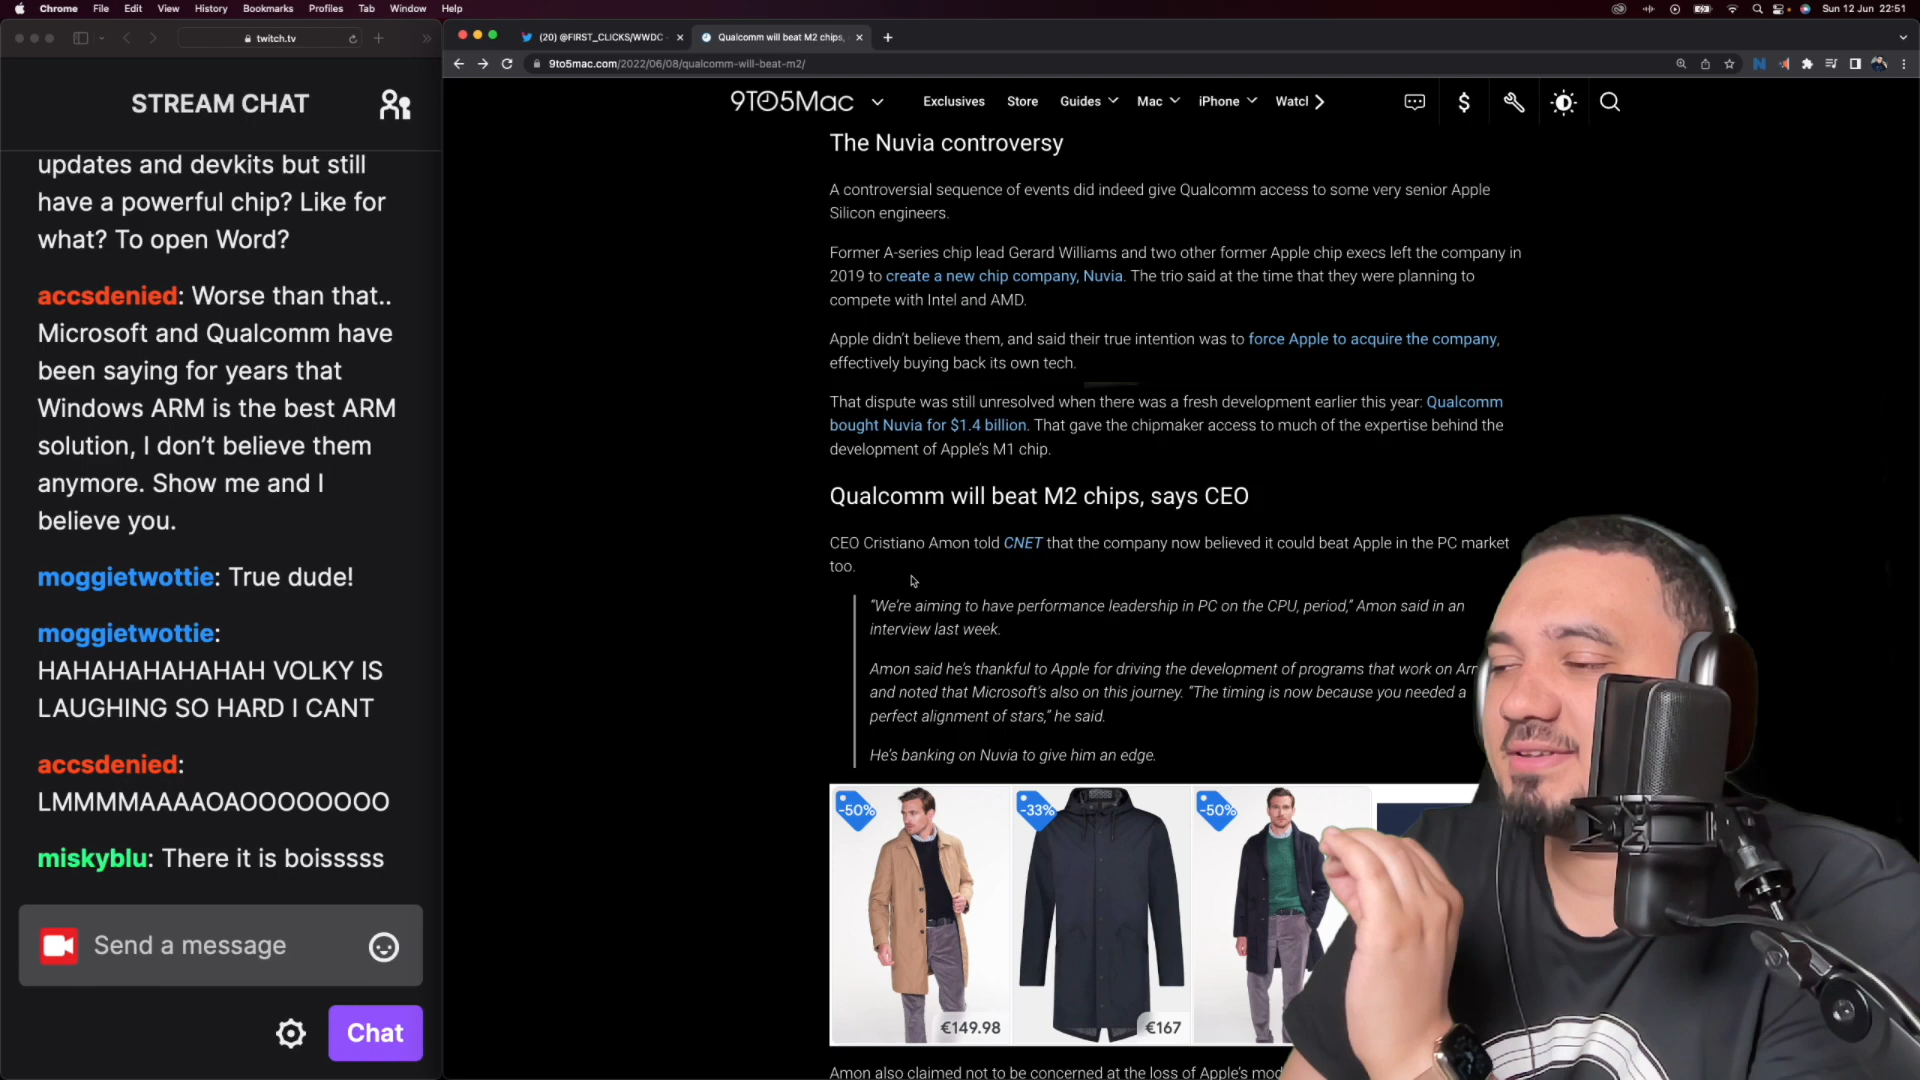 Chrome File Edit View History Bookmarks Profiles Tab Window Help
Sun 12 Jun 22:51
twitch.tv
STREAM CHAT
updates and devkits but still
have a powerful chip? Like for
what? To open Word?
accsdenied: Worse than that..
Microsoft and Qualcomm have
been saying for years that
Windows ARM is the best ARM
solution, I don't believe them
anymore. Show me and I
believe you.
moggietwottie: True dude!
moggietwottie:
HAHAHAHAHAHAH VOLKY IS
LAUGHING SO HARD I CANT
accsdenied:
LMMMMAAAAOAOOOOOOOO
miskyblu: There it is boisssss
Send a message
Chat
(20) @FIRST_CLICKS/WWDC
Qualcomm will beat M2 chips,
9to5mac.com/2022/06/08/qualcomm-will-beat-m2/
9TO5Mac Exclusives Store Guides Mac iPhone Watcl
The Nuvia controversy
A controversial sequence of events did indeed give Qualcomm access to some very senior Apple
Silicon engineers.
Former A-series chip lead Gerard Williams and two other former Apple chip execs left the company in
2019 to create a new chip company, Nuvia. The trio said at the time that they were planning to
compete with Intel and AMD.
Apple didn't believe them, and said their true intention was to force Apple to acquire the company,
effectively buying back its own tech.
That dispute was still unresolved when there was a fresh development earlier this year: Qualcomm
bought Nuvia for $1.4 billion. That gave the chipmaker access to much of the expertise behind the
development of Apple's M1 chip.
Qualcomm will beat M2 chips, says CEO
CEO Cristiano Amon told CNET that the company now believed it could beat Apple in the PC market
too.
"We're aiming to have performance leadership in PC on the CPU, period," Amon said in an
interview last week.
Amon said he's thankful to Apple for driving the development of programs that work on Arm
and noted that Microsoft's also on this journey. "The timing is now because you needed a
perfect alignment of stars," he said.
He's banking on Nuvia to give him an edge.
-50% -33% -50%
€149.98 €167
Amon also claimed not to be concerned at the loss of Apple's mod